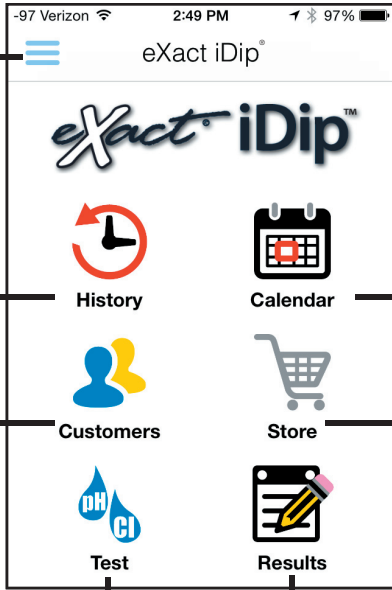 -97 Verizon 2:49 PM 97%
eXact iDip®
eXact® iDip™
History Calendar
Customers Store
pH
Cl
Test Results